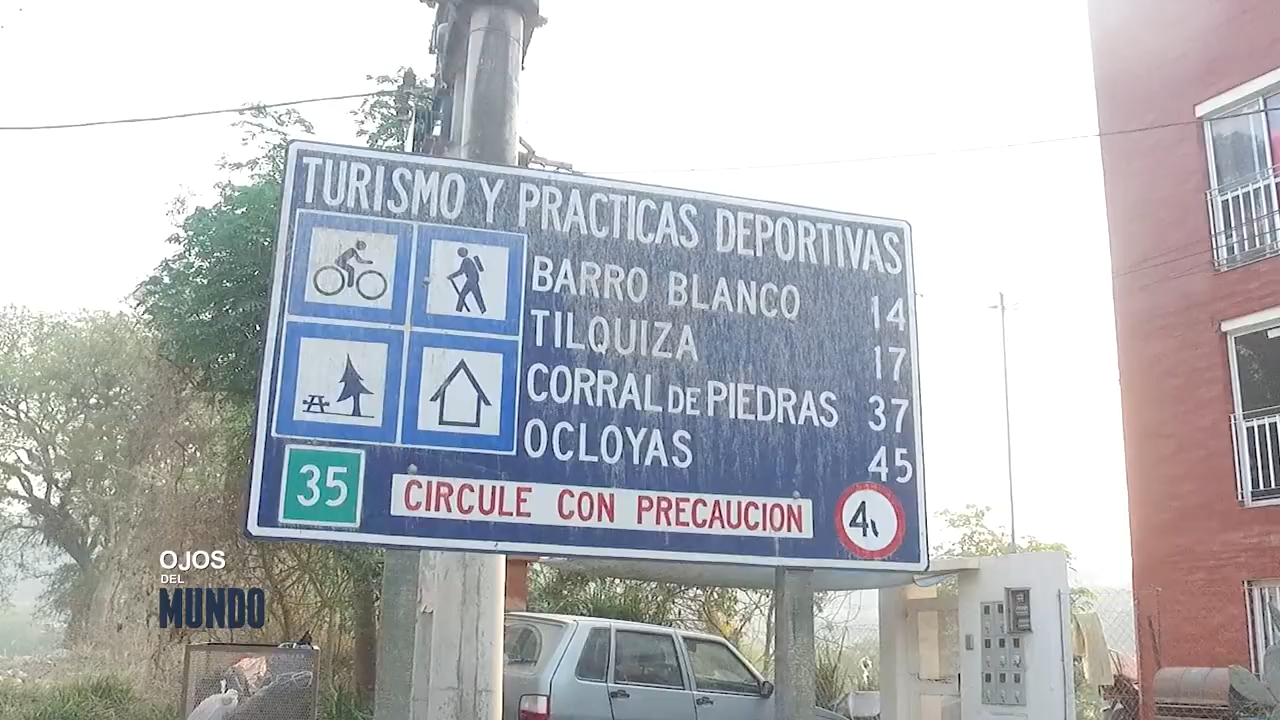 TURISMO Y PRACTICAS DEPORTIVAS
BARRO BLANCO 14
TILQUIZA 17
CORRAL DE PIEDRAS 37
OCLOYAS 45
35
CIRCULE CON PRECAUCION
4t
OJOS
DEL
MUNDO